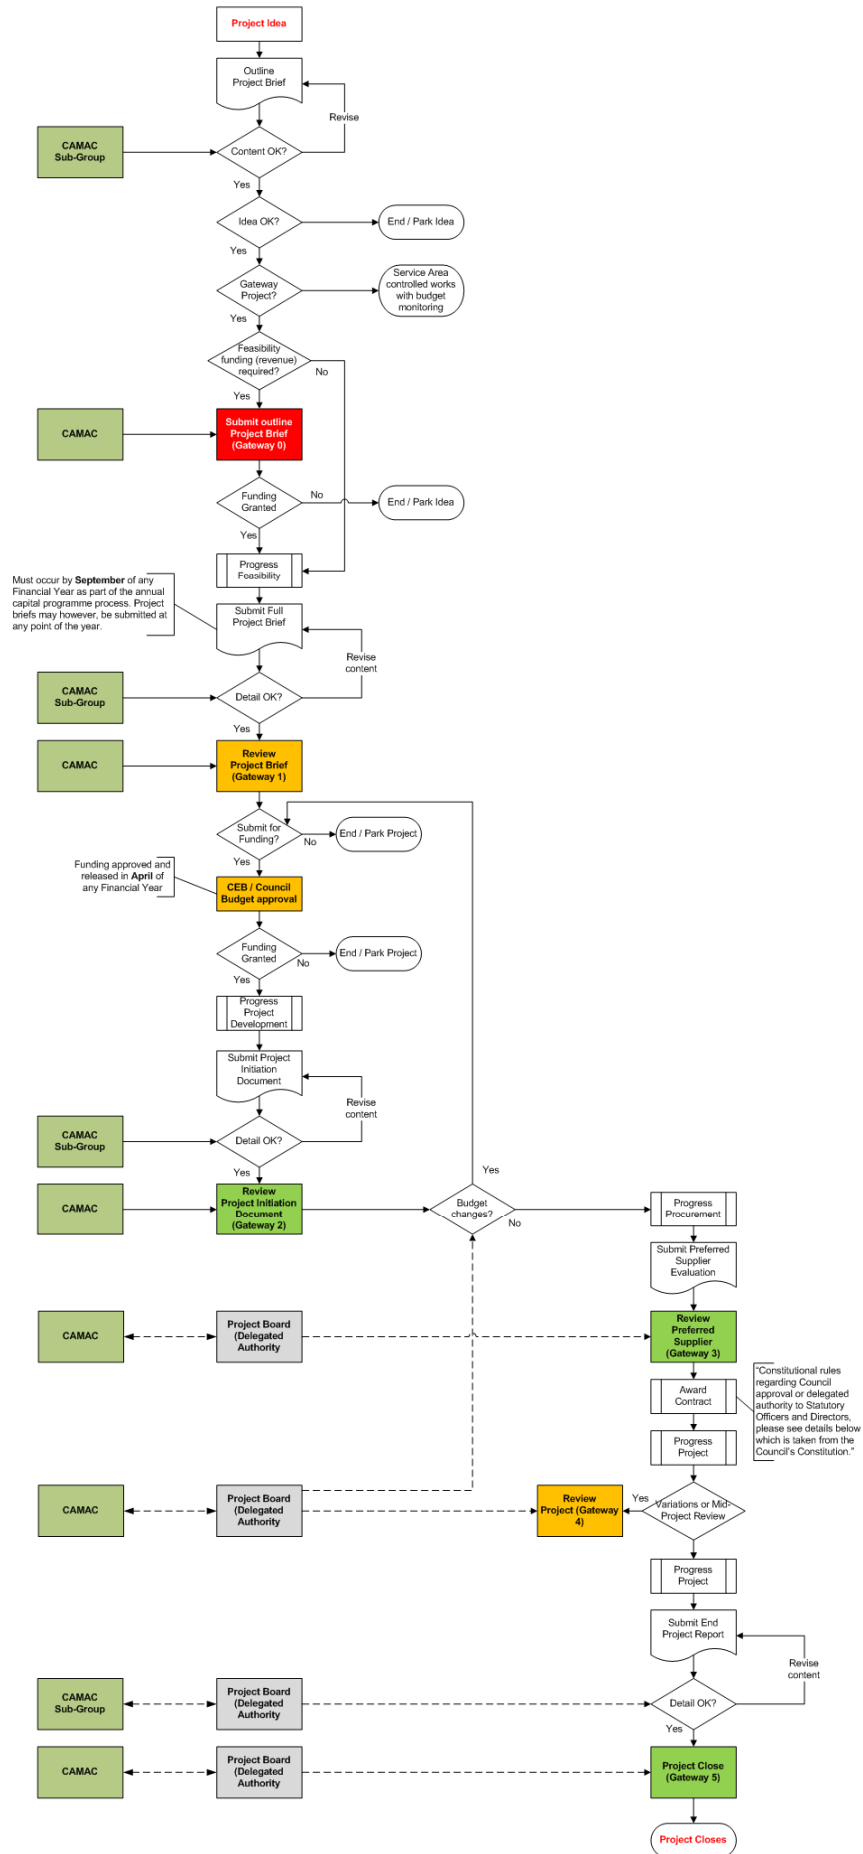 Project Idea
Outline
Project Brief
Revise
CAMAC
Sub-Group
Content OK?
Yes
Idea OK?
End / Park Idea
Yes
Gateway
Project?
Service Area
controlled works
with budget
monitoring
Yes
Feasibility
funding (revenue)
required?
No
Yes
CAMAC
Submit outline
Project Brief
(Gateway 0)
Funding
Granted
No
End / Park Idea
Yes
Progress
Feasibility
Must occur by September of any
Financial Year as part of the annual
capital programme process. Project
briefs may however, be submitted at
any point of the year.
Submit Full
Project Brief
Revise
content
CAMAC
Sub-Group
Detail OK?
Yes
CAMAC
Review
Project Brief
(Gateway 1)
Submit for
Funding?
No
End / Park Project
Yes
Funding approved and
released in April of
any Financial Year
CEB / Council
Budget approval
Funding
Granted
No
End / Park Project
Yes
Progress
Project
Development
Submit Project
Initiation
Document
Revise
content
CAMAC
Sub-Group
Detail OK?
Yes
Yes
CAMAC
Review
Project Initiation
Document
(Gateway 2)
Budget
changes?
No
Progress
Procurement
Submit Preferred
Supplier
Evaluation
CAMAC
Project Board
(Delegated
Authority
Review
Preferred
Supplier
(Gateway 3)
Award
Contract
"Constitutional rules
regarding Council
approval or delegated
authority to Statutory
Officers and Directors,
please see details below
which is taken from the
Council's Constitution."
Progress
Project
CAMAC
Project Board
(Delegated
Authority
Review
Project (Gateway
4)
Yes
Variations or Mid-
Project Review
Progress
Project
Submit End
Project Report
Revise
content
CAMAC
Sub-Group
Project Board
(Delegated
Authority
Detail OK?
Yes
CAMAC
Project Board
(Delegated
Authority
Project Close
(Gateway 5)
Project Closes